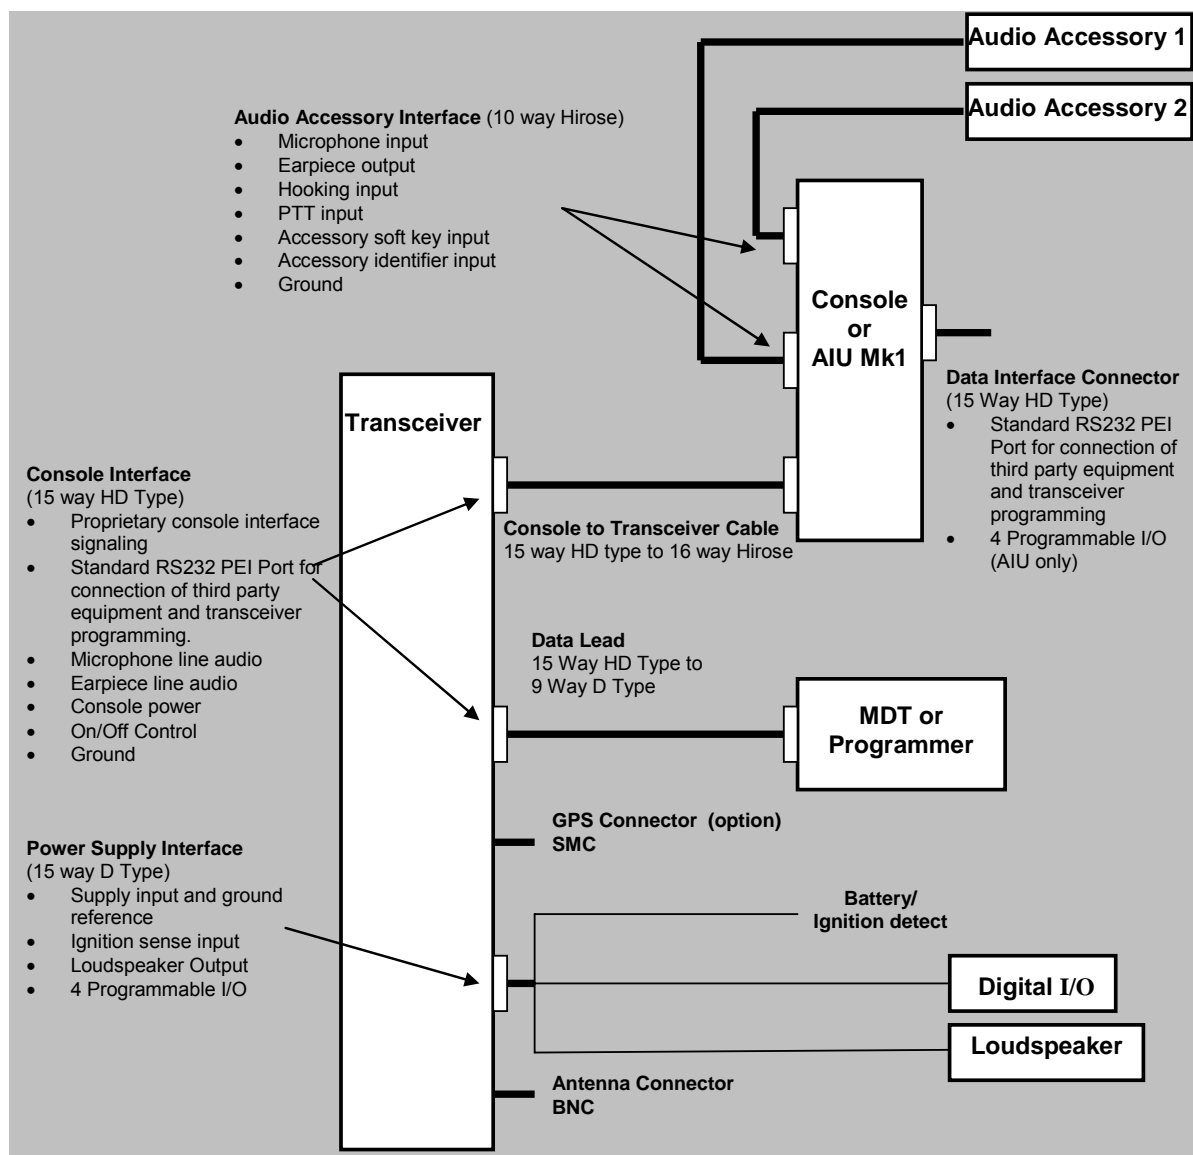 Audio Accessory 1
Audio Accessory 2
Audio Accessory Interface (10 way Hirose)
• Microphone input
• Earpiece output
• Hooking input
• PTT input
• Accessory soft key input
• Accessory identifier input
• Ground
Console
or
AIU Mk1
Data Interface Connector
(15 Way HD Type)
• Standard RS232 PEI
Port for connection of
third party equipment
and transceiver
programming
• 4 Programmable I/O
(AIU only)
Transceiver
Console Interface
(15 way HD Type)
• Proprietary console interface
signaling
• Standard RS232 PEI Port for
connection of third party
equipment and transceiver
programming.
• Microphone line audio
• Earpiece line audio
• Console power
• On/Off Control
• Ground
Console to Transceiver Cable
15 way HD type to 16 way Hirose
Data Lead
15 Way HD Type to
9 Way D Type
MDT or
Programmer
GPS Connector (option)
SMC
Power Supply Interface
(15 way D Type)
• Supply input and ground
reference
• Ignition sense input
• Loudspeaker Output
• 4 Programmable I/O
Battery/
Ignition detect
Digital I/O
Loudspeaker
Antenna Connector
BNC